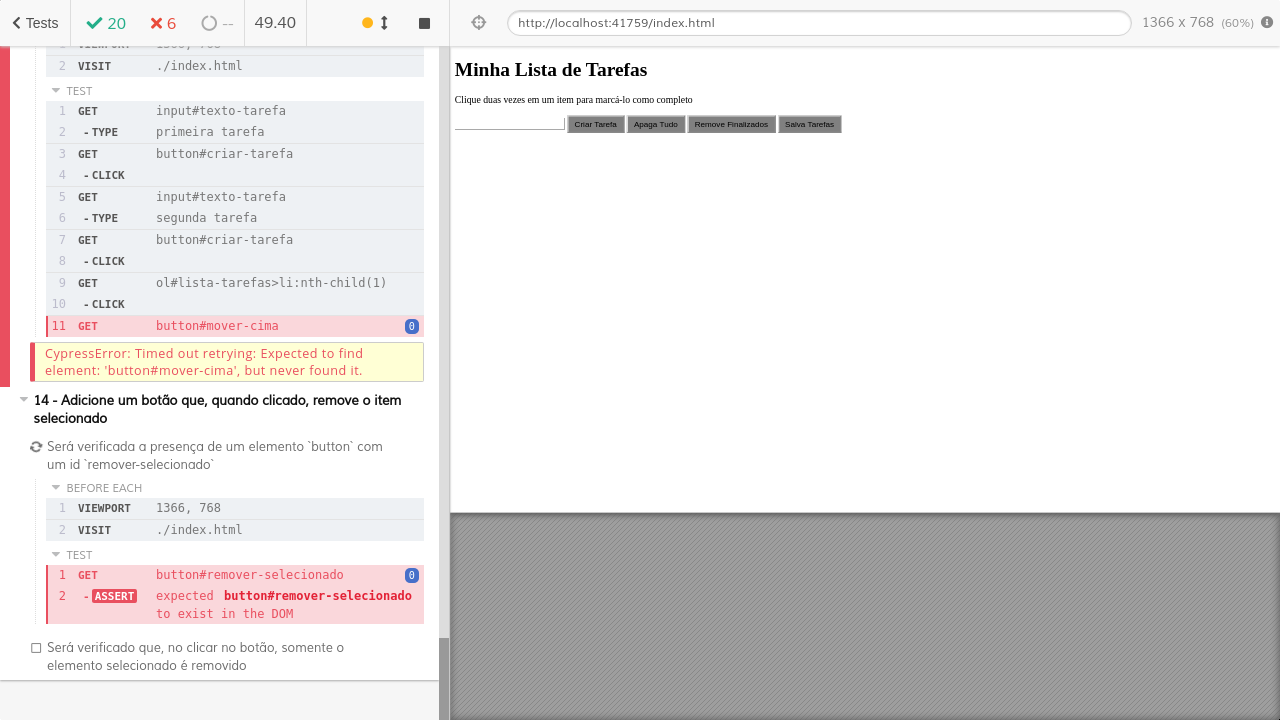 Tests
20
6
--
49.40
http://localhost:41759/index.html
1366 x 768 (60%)
1 VIEWPORT 1366, 768
2 VISIT ./index.html
TEST
1 GET input#texto-tarefa
2 - TYPE primeira tarefa
3 GET button#criar-tarefa
4 - CLICK
5 GET input#texto-tarefa
6 - TYPE segunda tarefa
7 GET button#criar-tarefa
8 - CLICK
9 GET ol#lista-tarefas>li:nth-child(1)
10 - CLICK
11 GET button#mover-cima 0
CypressError: Timed out retrying: Expected to find
element: 'button#mover-cima', but never found it.
14 - Adicione um botão que, quando clicado, remove o item
selecionado
Será verificada a presença de um elemento `button` com
um id `remover-selecionado`
BEFORE EACH
1 VIEWPORT 1366, 768
2 VISIT ./index.html
TEST
1 GET button#remover-selecionado 0
2 - ASSERT expected button#remover-selecionado
to exist in the DOM
Será verificado que, no clicar no botão, somente o
elemento selecionado é removido
Minha Lista de Tarefas
Clique duas vezes em um item para marcá-lo como completo
Criar Tarefa Apaga Tudo Remove Finalizados Salva Tarefas